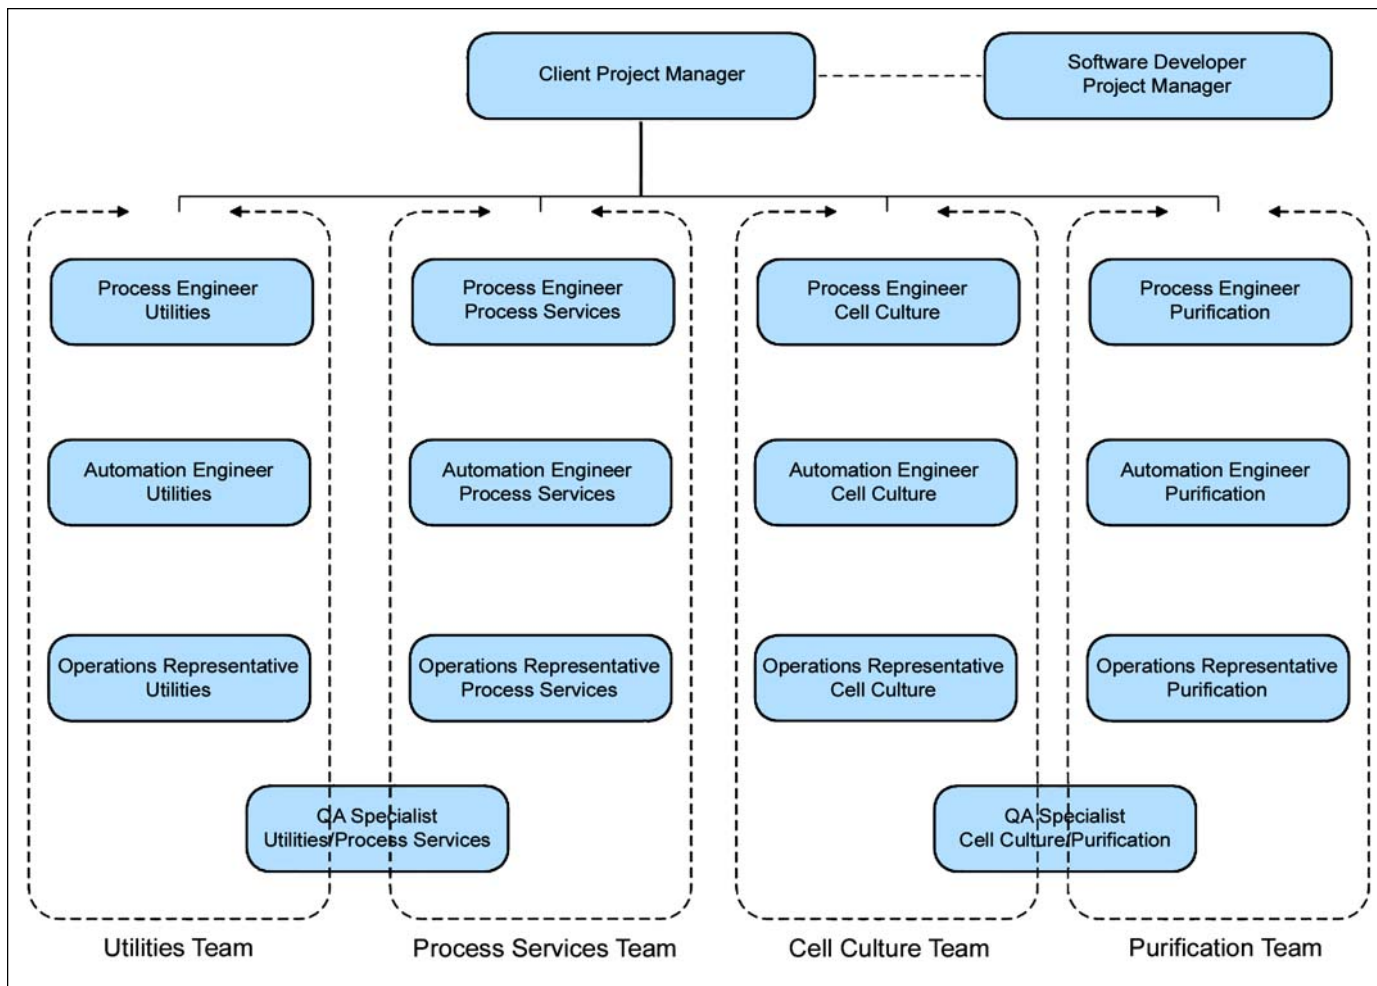 Client Project Manager
Software Developer
Project Manager
Process Engineer
Utilities
Process Engineer
Process Services
Process Engineer
Cell Culture
Process Engineer
Purification
Automation Engineer
Utilities
Automation Engineer
Process Services
Automation Engineer
Cell Culture
Automation Engineer
Purification
Operations Representative
Utilities
Operations Representative
Process Services
Operations Representative
Cell Culture
Operations Representative
Purification
QA Specialist
Utilities/Process Services
QA Specialist
Cell Culture/Purification
Utilities Team
Process Services Team
Cell Culture Team
Purification Team